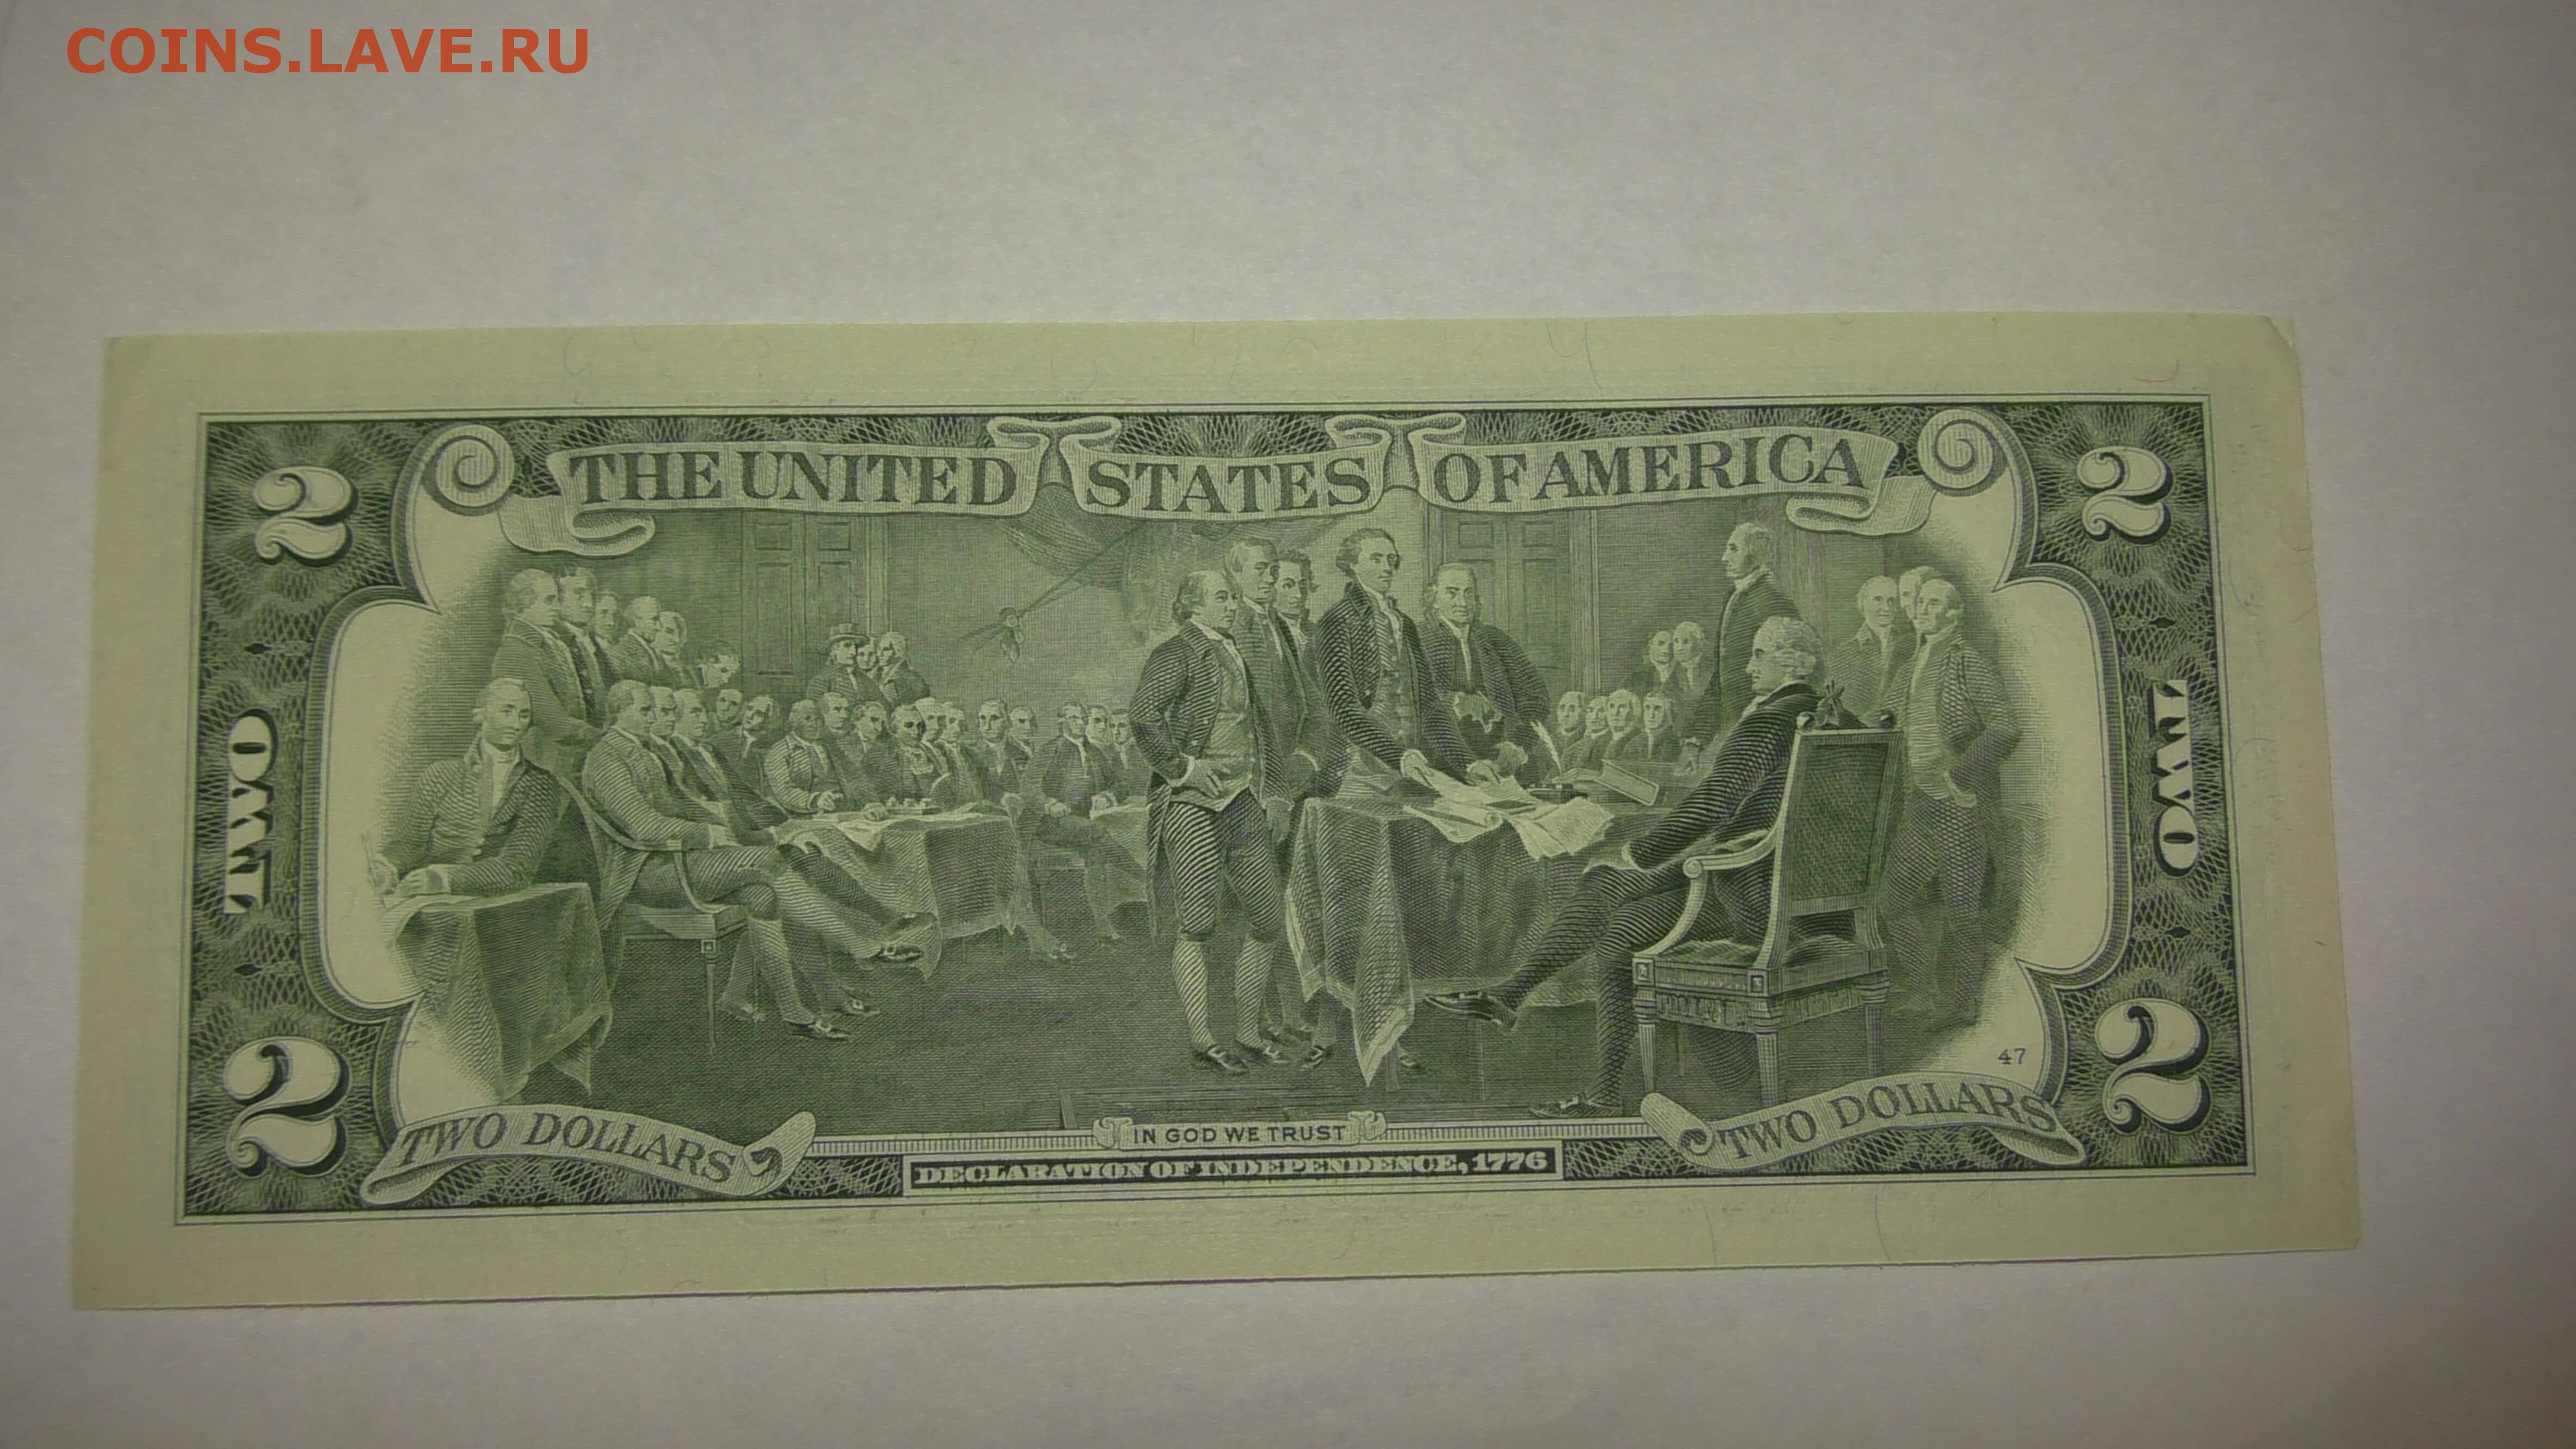 COINS.LAVE.RU
THE UNITED STATES OF AMERICA
2
2
TWO
TWO
47
2
2
TWO DOLLARS
TWO DOLLARS
IN GOD WE TRUST
DECLARATION OF INDEPENDENCE, 1776